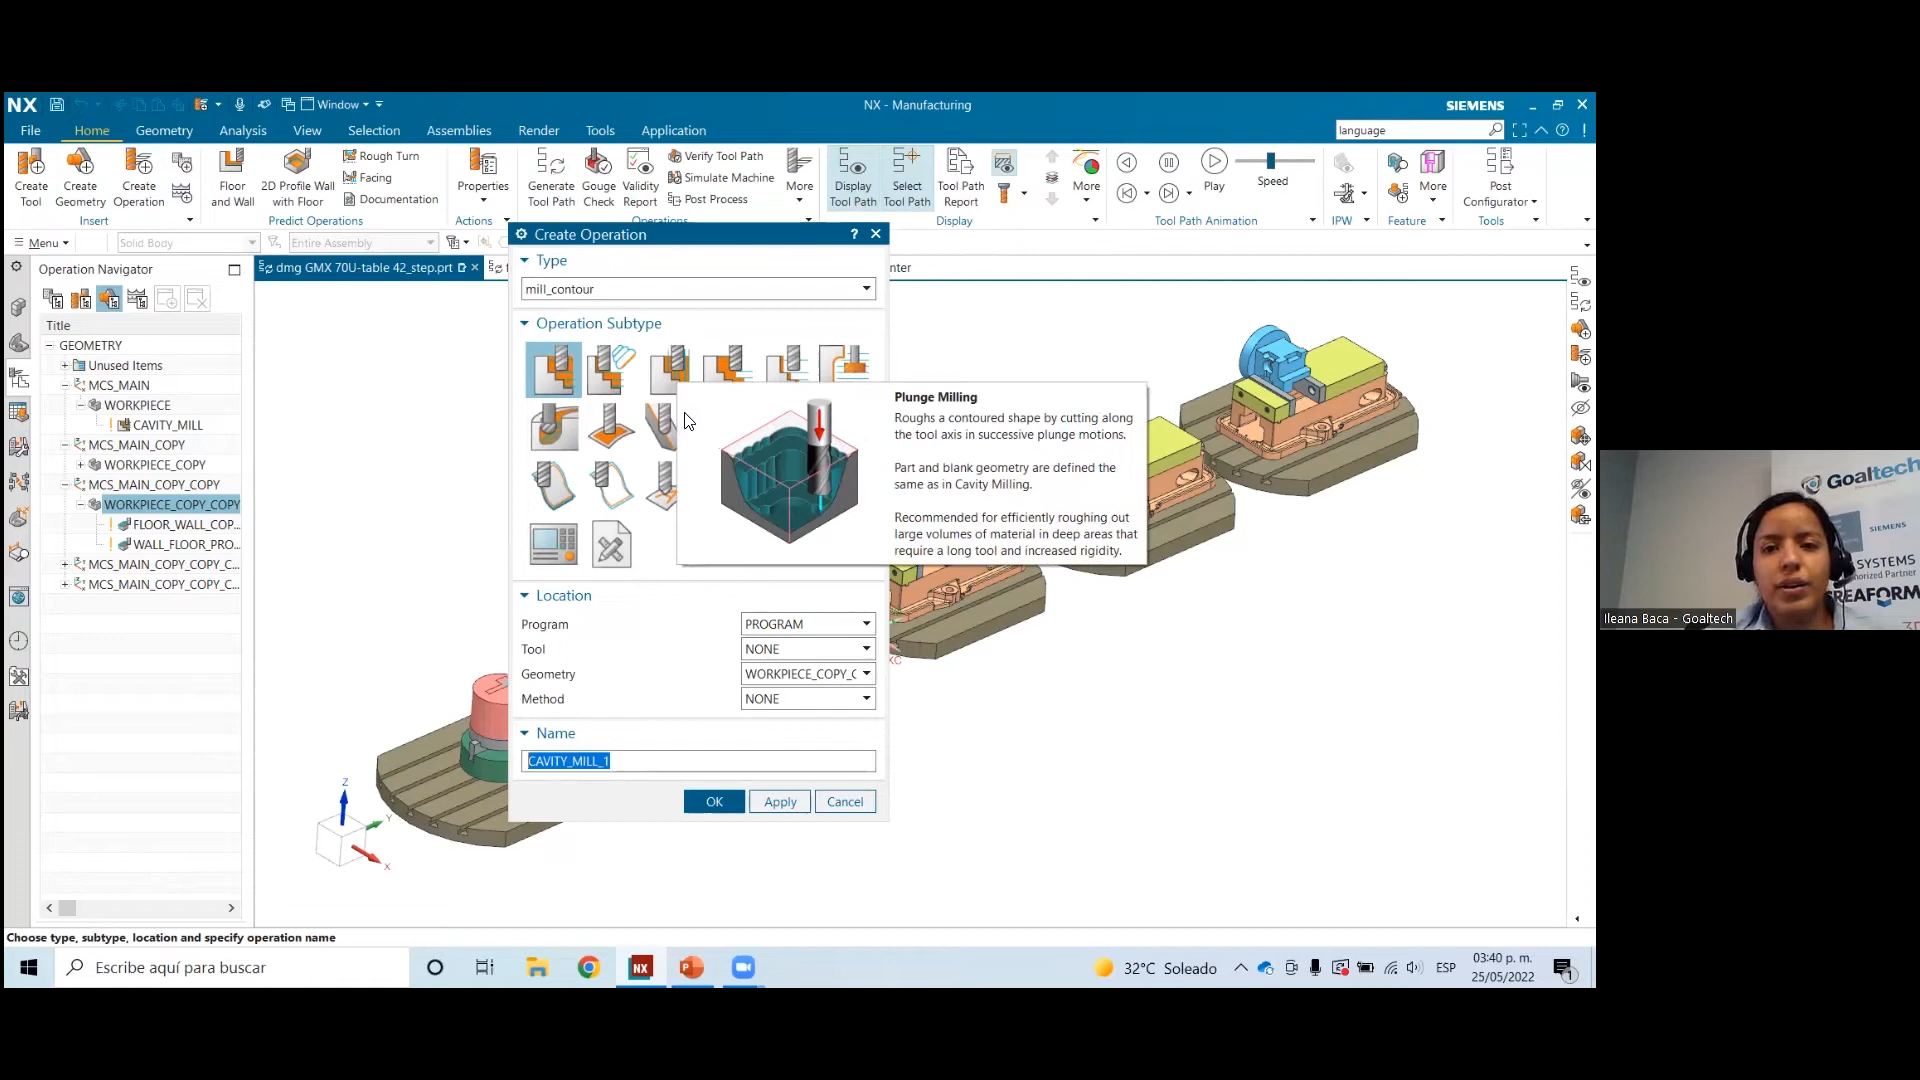 NX
Window
NX - Manufacturing
SIEMENS
File
Home
Geometry
Analysis
View
Selection
Assemblies
Render
Tools
Application
language
Create Tool
Create Geometry
Create Operation
Insert
Floor and Wall
2D Profile Wall with Floor
Rough Turn
Facing
Documentation
Predict Operations
Properties
Actions
Generate Tool Path
Gouge Check
Validity Report
Verify Tool Path
Simulate Machine
Post Process
More
Operations
Display Tool Path
Select Tool Path
Tool Path Report
More
Display
Play
Speed
Tool Path Animation
IPW
More
Feature
Post Configurator
Tools
Menu
Solid Body
Entire Assembly
Operation Navigator
Title
GEOMETRY
Unused Items
MCS_MAIN
WORKPIECE
CAVITY_MILL
MCS_MAIN_COPY
WORKPIECE_COPY
MCS_MAIN_COPY_COPY
WORKPIECE_COPY_COPY
FLOOR_WALL_COP...
WALL_FLOOR_PRO...
MCS_MAIN_COPY_COPY_C...
MCS_MAIN_COPY_COPY_C...
dmg GMX 70U-table 42_step.prt
nter
Create Operation
Type
mill_contour
Operation Subtype
Plunge Milling
Roughs a contoured shape by cutting along
the tool axis in successive plunge motions.
Part and blank geometry are defined the
same as in Cavity Milling.
Recommended for efficiently roughing out
large volumes of material in deep areas that
require a long tool and increased rigidity.
Location
Program
PROGRAM
Tool
NONE
Geometry
WORKPIECE_COPY_C
Method
NONE
Name
CAVITY_MILL_1
OK
Apply
Cancel
XC
Z
Y
X
Choose type, subtype, location and specify operation name
Escribe aquí para buscar
NX
32°C Soleado
ESP
03:40 p. m.
25/05/2022
1
Goaltech
SIEMENS
SYSTEMS
horized Partner
CREAFORM
3D
Ileana Baca - Goaltech